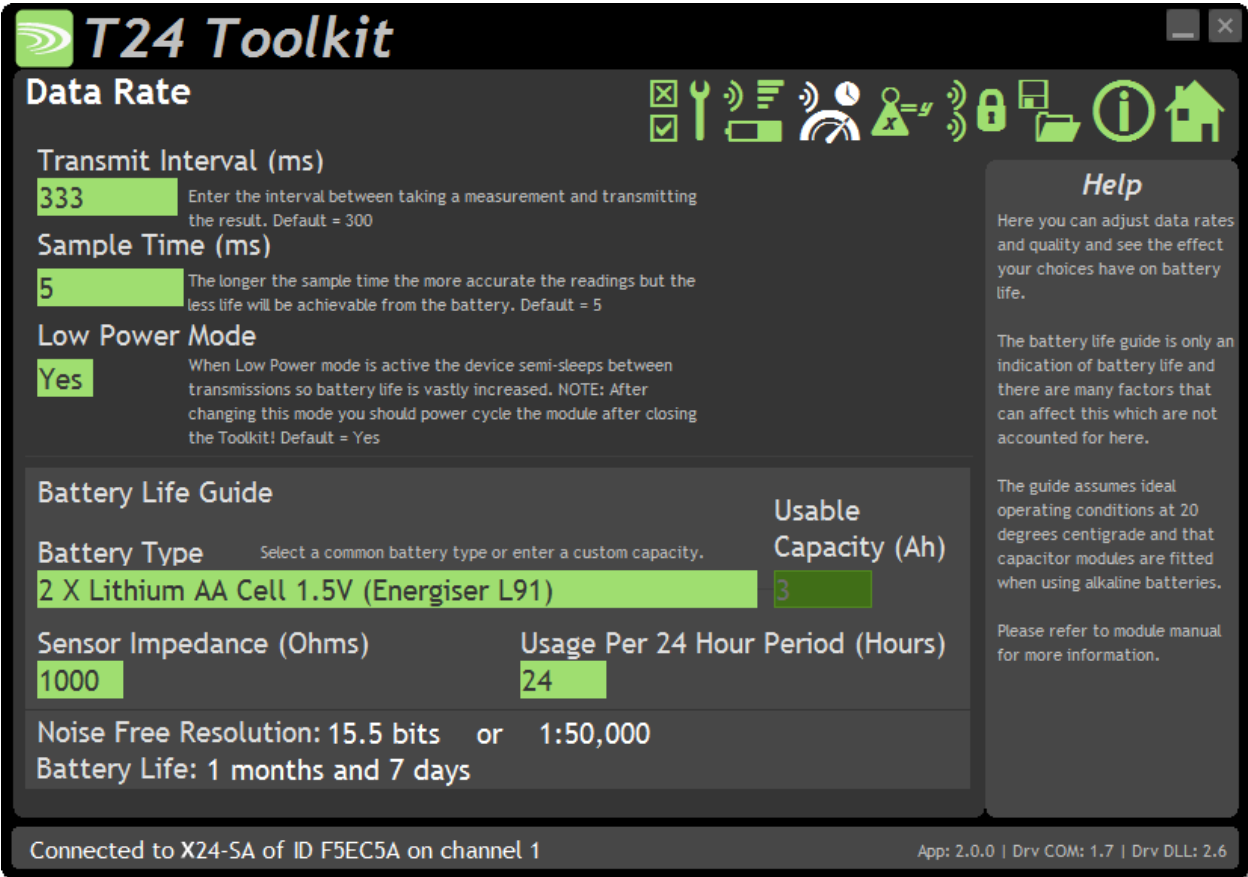 T24 Toolkit
Data Rate
Transmit Interval (ms)
333
Enter the interval between taking a measurement and transmitting
the result. Default = 300
Sample Time (ms)
5
The longer the sample time the more accurate the readings but the
less life will be achievable from the battery. Default = 5
Low Power Mode
Yes
When Low Power mode is active the device semi-sleeps between
transmissions so battery life is vastly increased. NOTE: After
changing this mode you should power cycle the module after closing
the Toolkit! Default = Yes
Battery Life Guide
Battery Type
Select a common battery type or enter a custom capacity.
Usable
Capacity (Ah)
2 X Lithium AA Cell 1.5V (Energiser L91)
3
Sensor Impedance (Ohms)
1000
Usage Per 24 Hour Period (Hours)
24
Noise Free Resolution: 15.5 bits or 1:50,000
Battery Life: 1 months and 7 days
x=y
Help
Here you can adjust data rates
and quality and see the effect
your choices have on battery
life.
The battery life guide is only an
indication of battery life and
there are many factors that
can affect this which are not
accounted for here.
The guide assumes ideal
operating conditions at 20
degrees centigrade and that
capacitor modules are fitted
when using alkaline batteries.
Please refer to module manual
for more information.
Connected to X24-SA of ID F5EC5A on channel 1
App: 2.0.0 | Drv COM: 1.7 | Drv DLL: 2.6